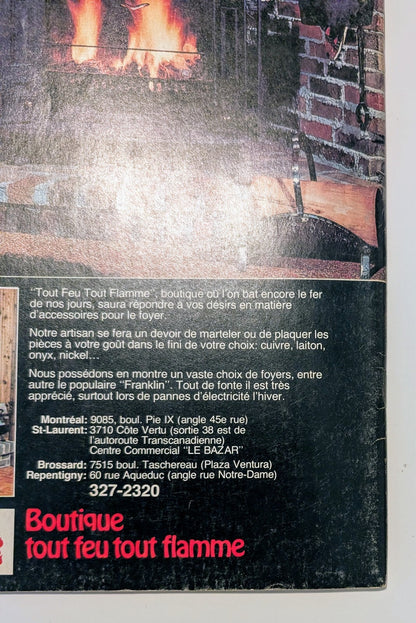 “Tout Feu Tout Flamme”, boutique où l'on bat encore le fer
de nos jours, saura répondre à vos désirs en matière
d'accessoires pour le foyer.
Notre artisan se fera un devoir de marteler ou de plaquer les
pièces à votre goût dans le fini de votre choix: cuivre, laiton,
onyx, nickel...
Nous possédons en montre un vaste choix de foyers, entre
autre le populaire “Franklin”. Tout de fonte il est très
apprécié, surtout lors de pannes d'électricité l'hiver.
Montréal: 9085, boul. Pie IX (angle 45e rue)
St-Laurent: 3710 Côte Vertu (sortie 38 est de
l'autoroute Transcanadienne)
Centre Commercial “LE BAZAR”
Brossard: 7515 boul. Taschereau (Plaza Ventura)
Repentigny: 60 rue Aqueduc (angle rue Notre-Dame)
327-2320
Boutique
tout feu tout flamme